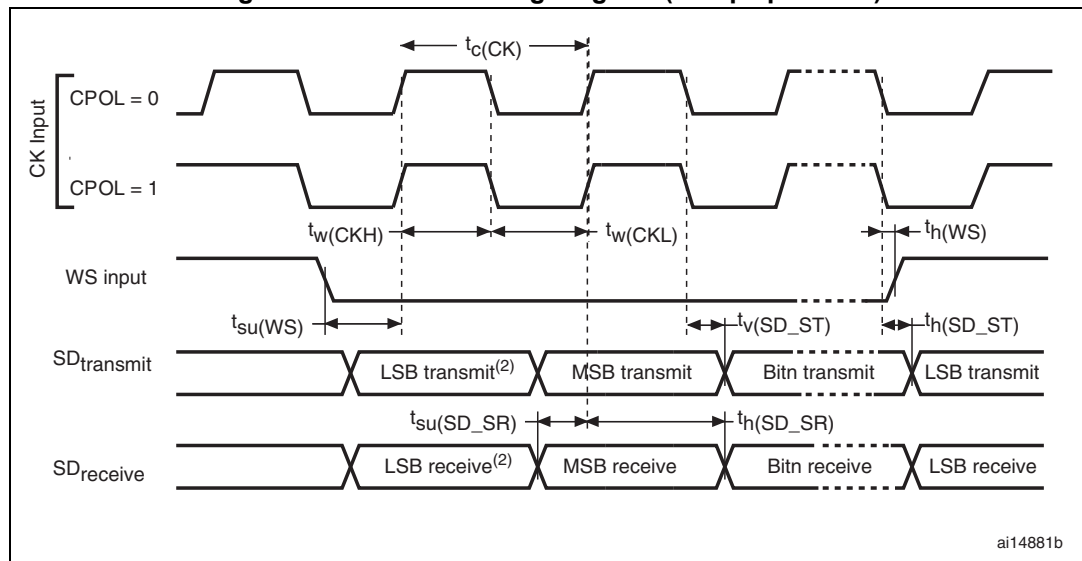 tc(CK)
CK Input
CPOL = 0
CPOL = 1
tw(CKH)
tw(CKL)
th(WS)
WS input
tsu(WS)
tv(SD_ST)
th(SD_ST)
SDtransmit
LSB transmit(2)
MSB transmit
Bitn transmit
LSB transmit
tsu(SD_SR)
th(SD_SR)
SDreceive
LSB receive(2)
MSB receive
Bitn receive
LSB receive
ai14881b